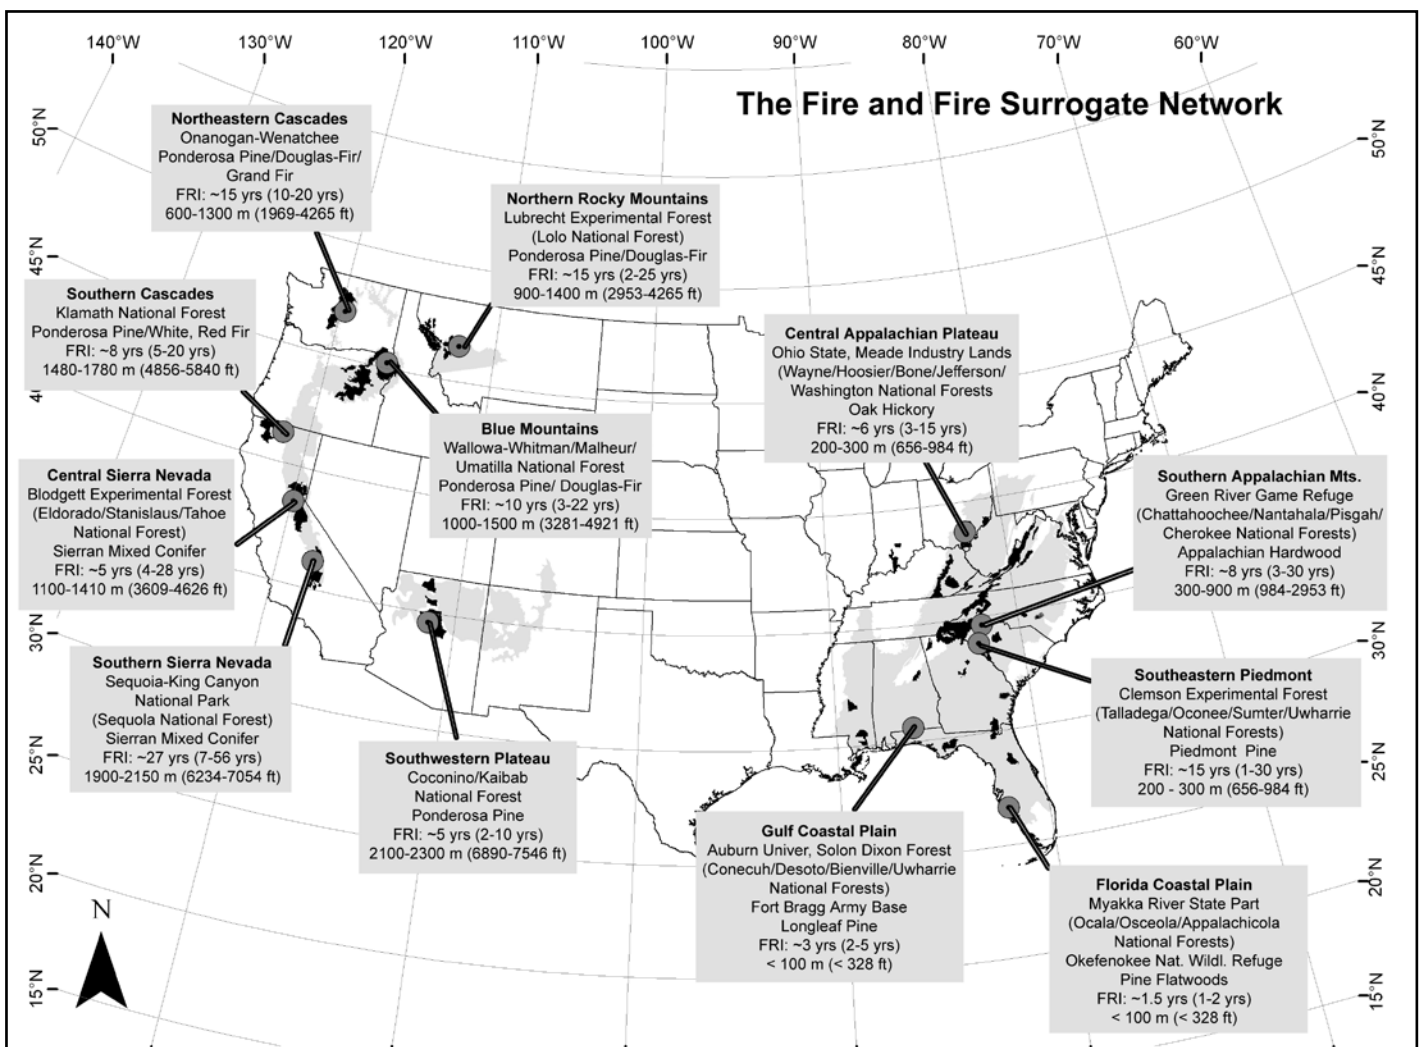 140°W 130°W 120°W 110°W 100°W 90°W 80°W 70°W 60°W
The Fire and Fire Surrogate Network
50°N
45°N
40
30°N
25°N
20°N
15°N
50°N
45°N
40°N
30°N
25°N
20°N
15°N
Northeastern Cascades
Onanogan-Wenatchee
Ponderosa Pine/Douglas-Fir/
Grand Fir
FRI: ~15 yrs (10-20 yrs)
600-1300 m (1969-4265 ft)
Northern Rocky Mountains
Lubrecht Experimental Forest
(Lolo National Forest)
Ponderosa Pine/Douglas-Fir
FRI: ~15 yrs (2-25 yrs)
900-1400 m (2953-4265 ft)
Southern Cascades
Klamath National Forest
Ponderosa Pine/White, Red Fir
FRI: ~8 yrs (5-20 yrs)
1480-1780 m (4856-5840 ft)
Central Appalachian Plateau
Ohio State, Meade Industry Lands
(Wayne/Hoosier/Bone/Jefferson/
Washington National Forests
Oak Hickory
FRI: ~6 yrs (3-15 yrs)
200-300 m (656-984 ft)
Blue Mountains
Wallowa-Whitman/Malheur/
Umatilla National Forest
Ponderosa Pine/ Douglas-Fir
FRI: ~10 yrs (3-22 yrs)
1000-1500 m (3281-4921 ft)
Central Sierra Nevada
Blodgett Experimental Forest
(Eldorado/Stanislaus/Tahoe
National Forest)
Sierran Mixed Conifer
FRI: ~5 yrs (4-28 yrs)
1100-1410 m (3609-4626 ft)
Southern Appalachian Mts.
Green River Game Refuge
(Chattahoochee/Nantahala/Pisgah/
Cherokee National Forests)
Appalachian Hardwood
FRI: ~8 yrs (3-30 yrs)
300-900 m (984-2953 ft)
Southern Sierra Nevada
Sequoia-King Canyon
National Park
(Sequola National Forest)
Sierran Mixed Conifer
FRI: ~27 yrs (7-56 yrs)
1900-2150 m (6234-7054 ft)
Southeastern Piedmont
Clemson Experimental Forest
(Talladega/Oconee/Sumter/Uwharrie
National Forests)
Piedmont Pine
FRI: ~15 yrs (1-30 yrs)
200 - 300 m (656-984 ft)
Southwestern Plateau
Coconino/Kaibab
National Forest
Ponderosa Pine
FRI: ~5 yrs (2-10 yrs)
2100-2300 m (6890-7546 ft)
Gulf Coastal Plain
Auburn Univer, Solon Dixon Forest
(Conecuh/Desoto/Bienville/Uwharrie
National Forests)
Fort Bragg Army Base
Longleaf Pine
FRI: ~3 yrs (2-5 yrs)
< 100 m (< 328 ft)
Florida Coastal Plain
Myakka River State Part
(Ocala/Osceola/Appalachicola
National Forests)
Okefenokee Nat. Wildl. Refuge
Pine Flatwoods
FRI: ~1.5 yrs (1-2 yrs)
< 100 m (< 328 ft)
N